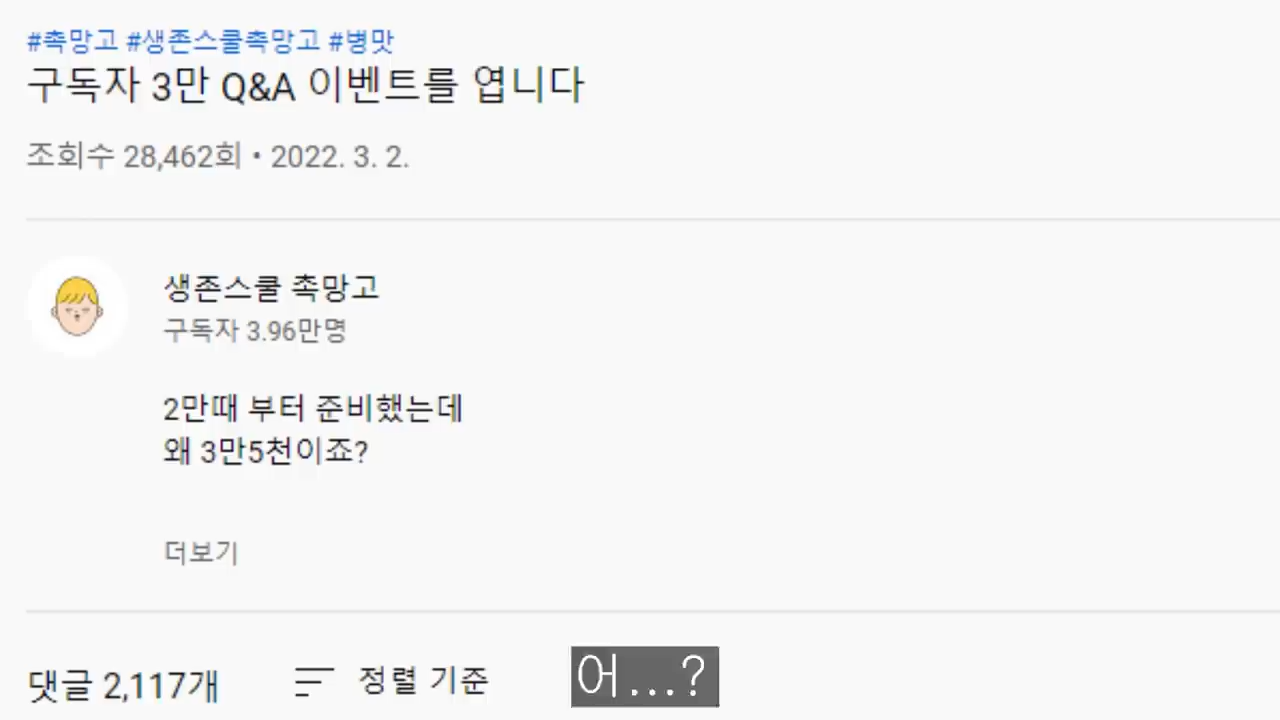 #촉망고 #생존스쿨촉망고 #병맛
구독자 3만 Q&A 이벤트를 엽니다
조회수 28,462회 • 2022. 3. 2.
생존스쿨 촉망고
구독자 3.96만명
2만때 부터 준비했는데
왜 3만5천이죠?
더보기
댓글 2,117개 정렬 기준
어...?